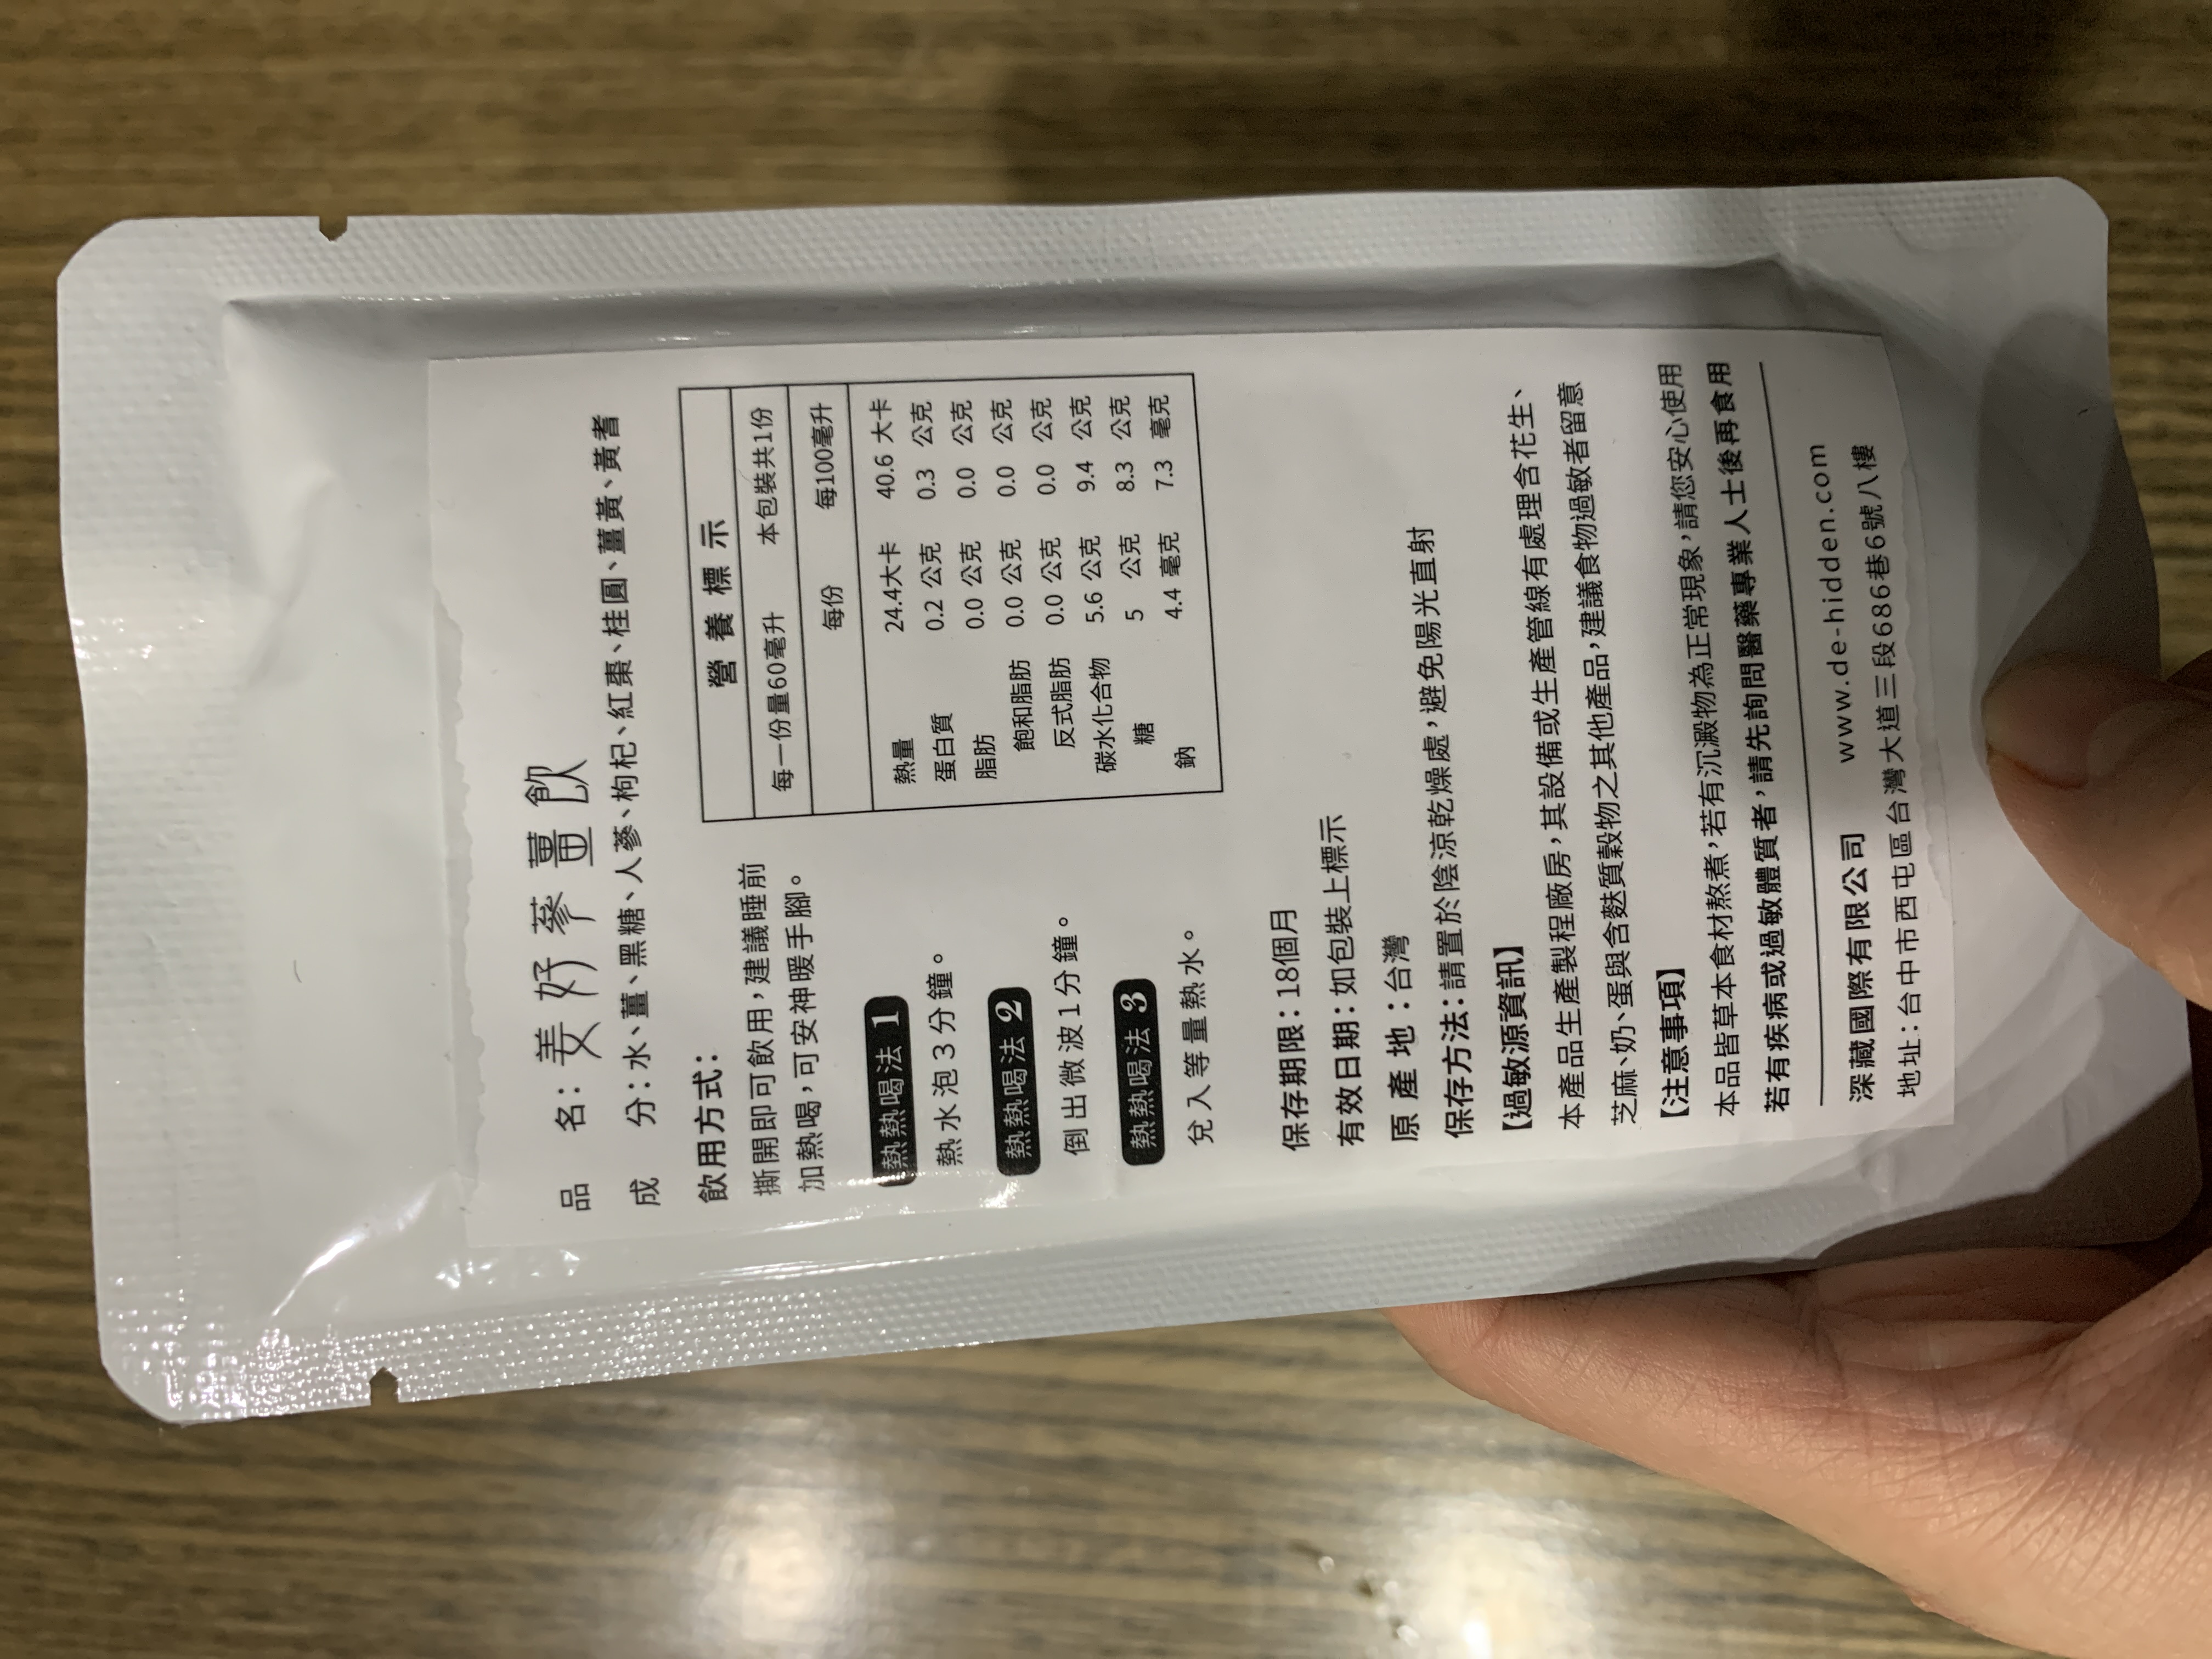 品名：姜好蔘薑飲
成分：水、薑、黑糖、人蔘、枸杞、紅棗、桂圓、薑黃、黃耆
飲用方式：
撕開即可飲用，建議睡前
加熱喝，可安神暖手腳。
熱熱喝法 1
熱水泡3分鐘。
熱熱喝法 2
倒出微波1分鐘。
熱熱喝法 3
兌入等量熱水。
營養標示
每一份量60毫升 本包裝共1份
每份 每100毫升
熱量 24.4大卡 40.6 大卡
蛋白質 0.2 公克 0.3 公克
脂肪 0.0 公克 0.0 公克
飽和脂肪 0.0 公克 0.0 公克
反式脂肪 0.0 公克 0.0 公克
碳水化合物 5.6 公克 9.4 公克
糖 5 公克 8.3 公克
鈉 4.4 毫克 7.3 毫克
保存期限：18個月
有效日期：如包裝上標示
原產地：台灣
保存方法：請置於陰涼乾燥處，避免陽光直射
【過敏源資訊】
本產品生產製程廠房，其設備或生產管線有處理含花生、
芝麻、奶、蛋與含麩質穀物之其他產品，建議食物過敏者留意
【注意事項】
本品皆草本食材熬煮，若有沉澱物為正常現象，請您安心使用
若有疾病或過敏體質者，請先詢問醫藥專業人士後再食用
深藏國際有限公司 www.de-hidden.com
地址：台中市西屯區台灣大道三段686巷6號八樓